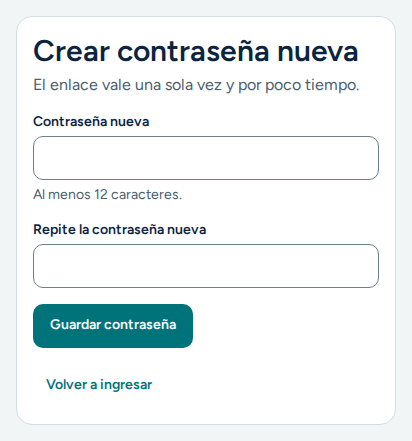 Crear contraseña nueva
El enlace vale una sola vez y por poco tiempo.
Contraseña nueva
Al menos 12 caracteres.
Repite la contraseña nueva
Guardar contraseña
Volver a ingresar